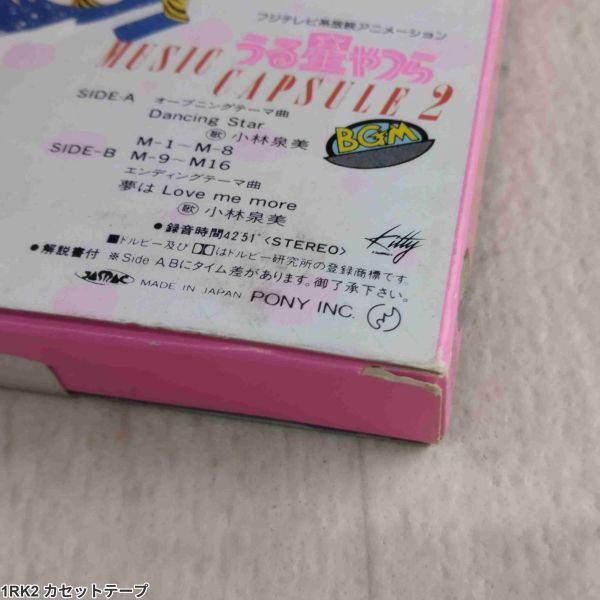 フジテレビ系放映アニメーション
うる星やつら
MUSIC CAPSULE 2
SIDE-A オープニングテーマ曲
Dancing Star
歌 小林泉美
M-1~M-8
SIDE-B M-9~M16
エンディングテーマ曲
夢は Love me more
歌 小林泉美
BGM
●録音時間42'51"<STEREO>
Kitty
■ドルビー及び はドルビー研究所の登録商標です。
●解説書付 ※Side A,Bにタイム差があります。御了承下さい。
JASRAC MADE IN JAPAN PONY INC.
1RK2 カセットテープ